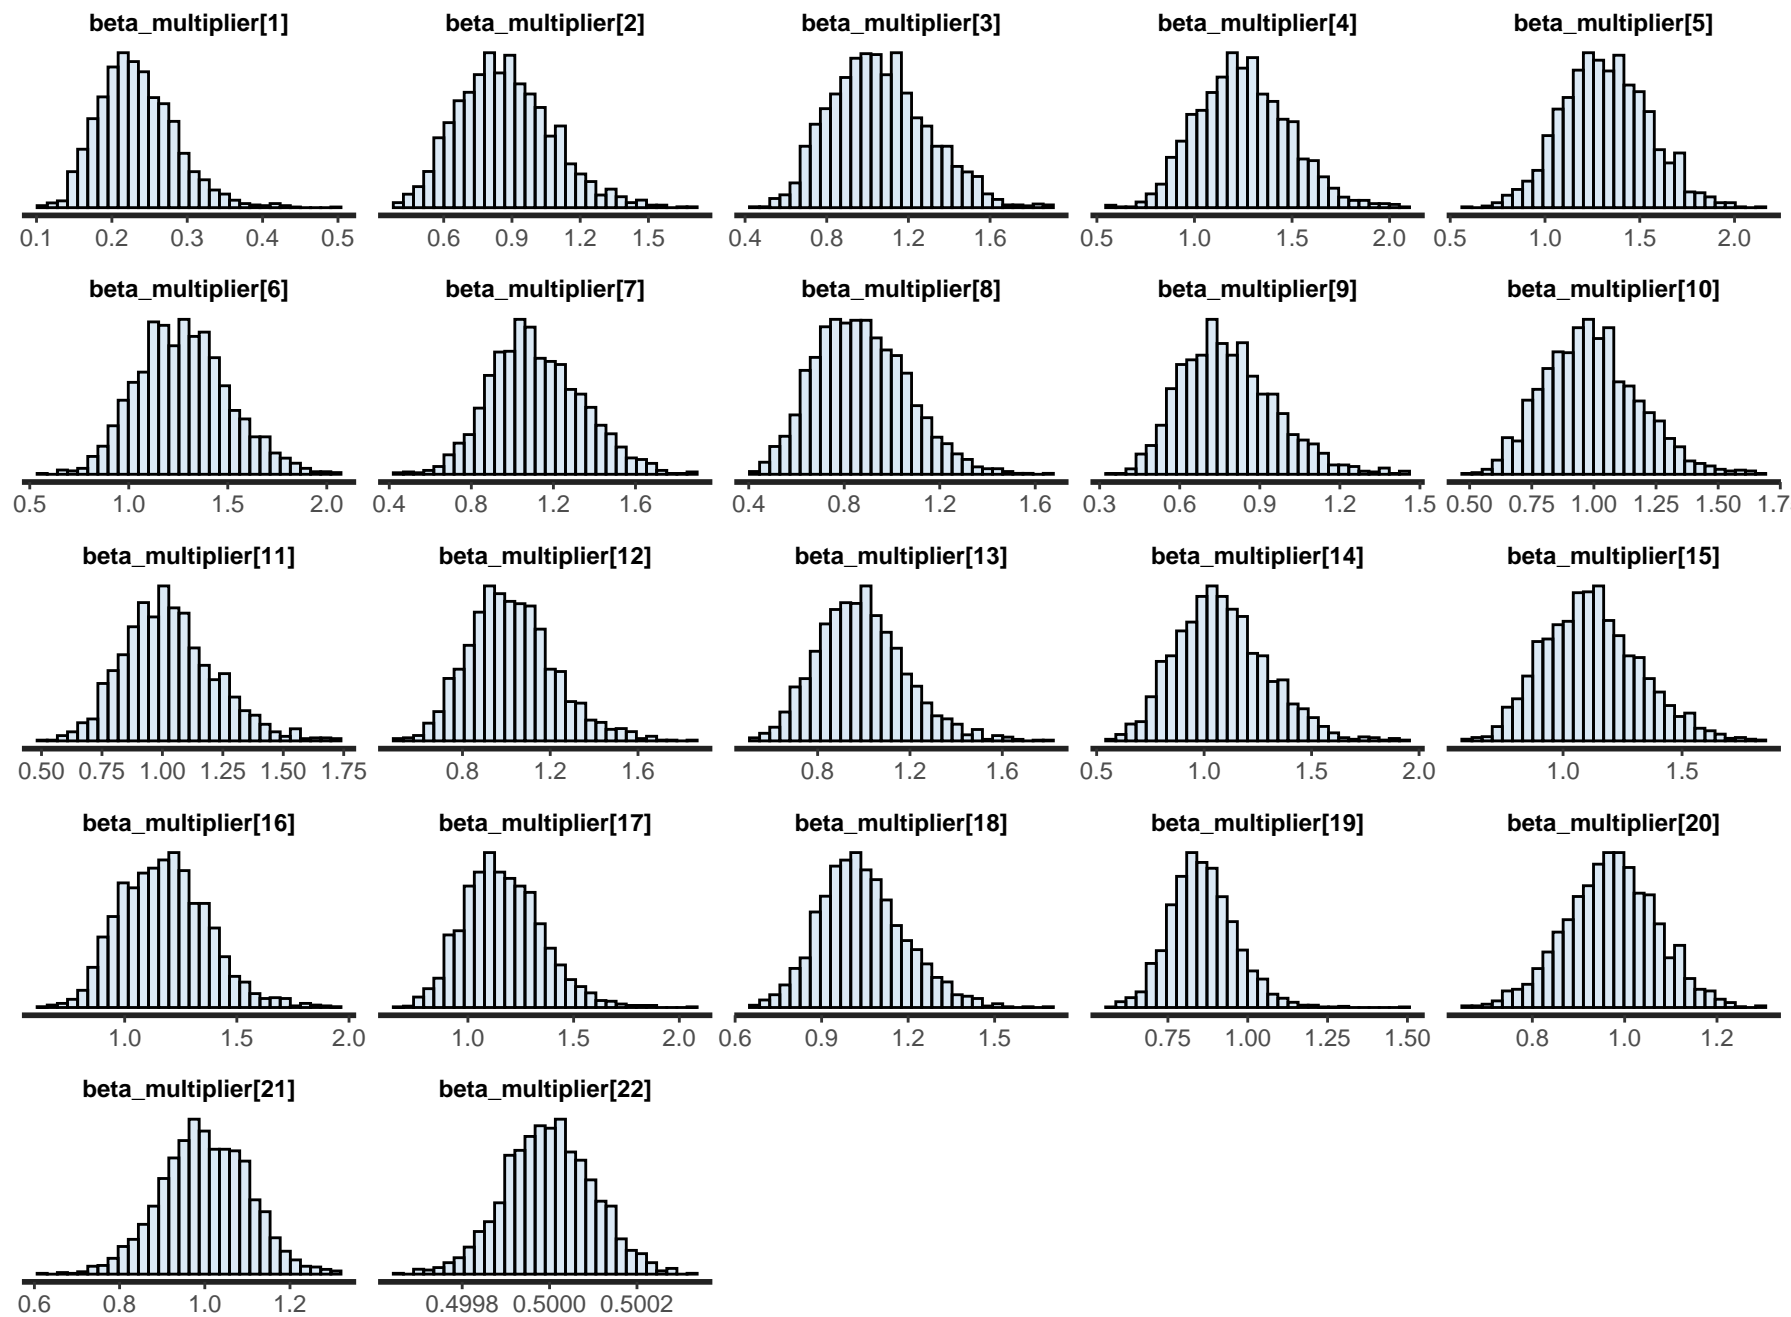 beta_multiplier[1] beta_multiplier[2] beta_multiplier[3] beta_multiplier[4] beta_multiplier[5]
0.1 0.2 0.3 0.4 0.5 0.6 0.9 1.2 1.5 0.4 0.8 1.2 1.6 0.5 1.0 1.5 2.0 0.5 1.0 1.5 2.0
beta_multiplier[6] beta_multiplier[7] beta_multiplier[8] beta_multiplier[9] beta_multiplier[10]
0.5 1.0 1.5 2.0 0.4 0.8 1.2 1.6 0.4 0.8 1.2 1.6 0.3 0.6 0.9 1.2 1.5 0.50 0.75 1.00 1.25 1.50 1.7
beta_multiplier[11] beta_multiplier[12] beta_multiplier[13] beta_multiplier[14] beta_multiplier[15]
0.50 0.75 1.00 1.25 1.50 1.75 0.8 1.2 1.6 0.8 1.2 1.6 0.5 1.0 1.5 2.0 1.0 1.5
beta_multiplier[16] beta_multiplier[17] beta_multiplier[18] beta_multiplier[19] beta_multiplier[20]
1.0 1.5 2.0 1.0 1.5 2.0 0.6 0.9 1.2 1.5 0.75 1.00 1.25 1.50 0.8 1.0 1.2
beta_multiplier[21] beta_multiplier[22]
0.6 0.8 1.0 1.2 0.4998 0.5000 0.5002